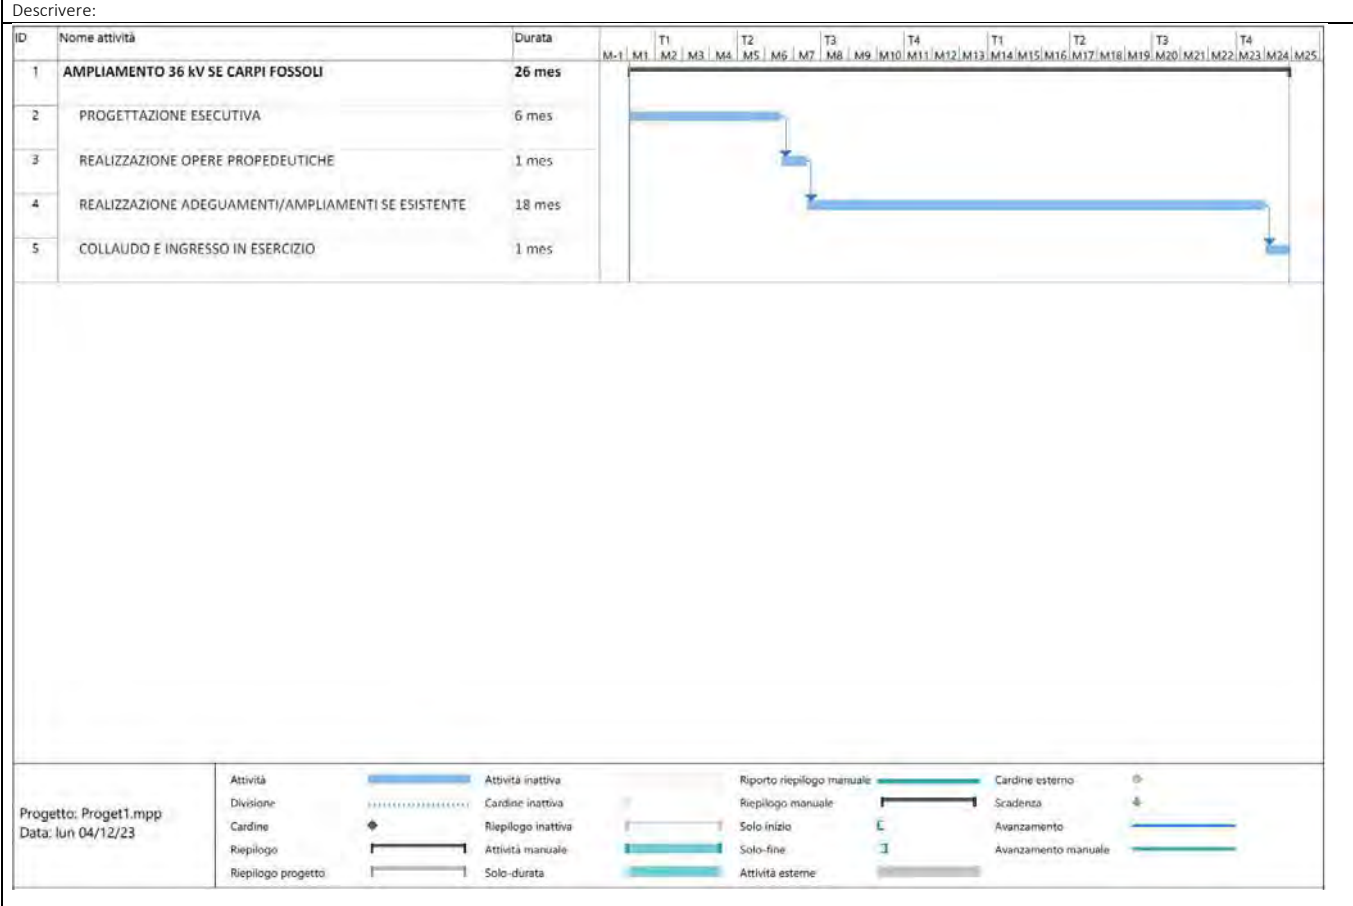 Descrivere:
ID Nome attività Durata T1 T2 T3 T4 T1 T2 T3 T4
M-1 M1 M2 M3 M4 M5 M6 M7 M8 M9 M10 M11 M12 M13 M14 M15 M16 M17 M18 M19 M20 M21 M22 M23 M24 M25
1 AMPLIAMENTO 36 kV SE CARPI FOSSOLI 26 mes
2 PROGETTAZIONE ESECUTIVA 6 mes
3 REALIZZAZIONE OPERE PROPEDEUTICHE 1 mes
4 REALIZZAZIONE ADEGUAMENTI/AMPLIAMENTI SE ESISTENTE 18 mes
5 COLLAUDO E INGRESSO IN ESERCIZIO 1 mes
Progetto: Proget1.mpp
Data: lun 04/12/23
Attività Attività inattiva Riporto riepilogo manuale Cardine esterno
Divisione Cardine inattiva Riepilogo manuale Scadenza
Cardine Riepilogo inattiva Solo inizio Avanzamento
Riepilogo Attività manuale Solo-fine Avanzamento manuale
Riepilogo progetto Solo-durata Attività esterne